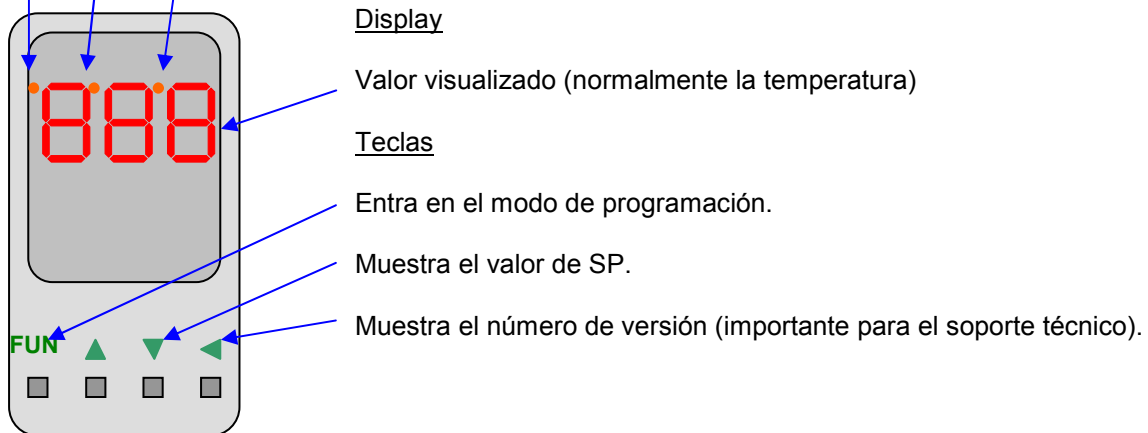 Display
888
Valor visualizado (normalmente la temperatura)
Teclas
Entra en el modo de programación.
Muestra el valor de SP.
Muestra el número de versión (importante para el soporte técnico).
FUN